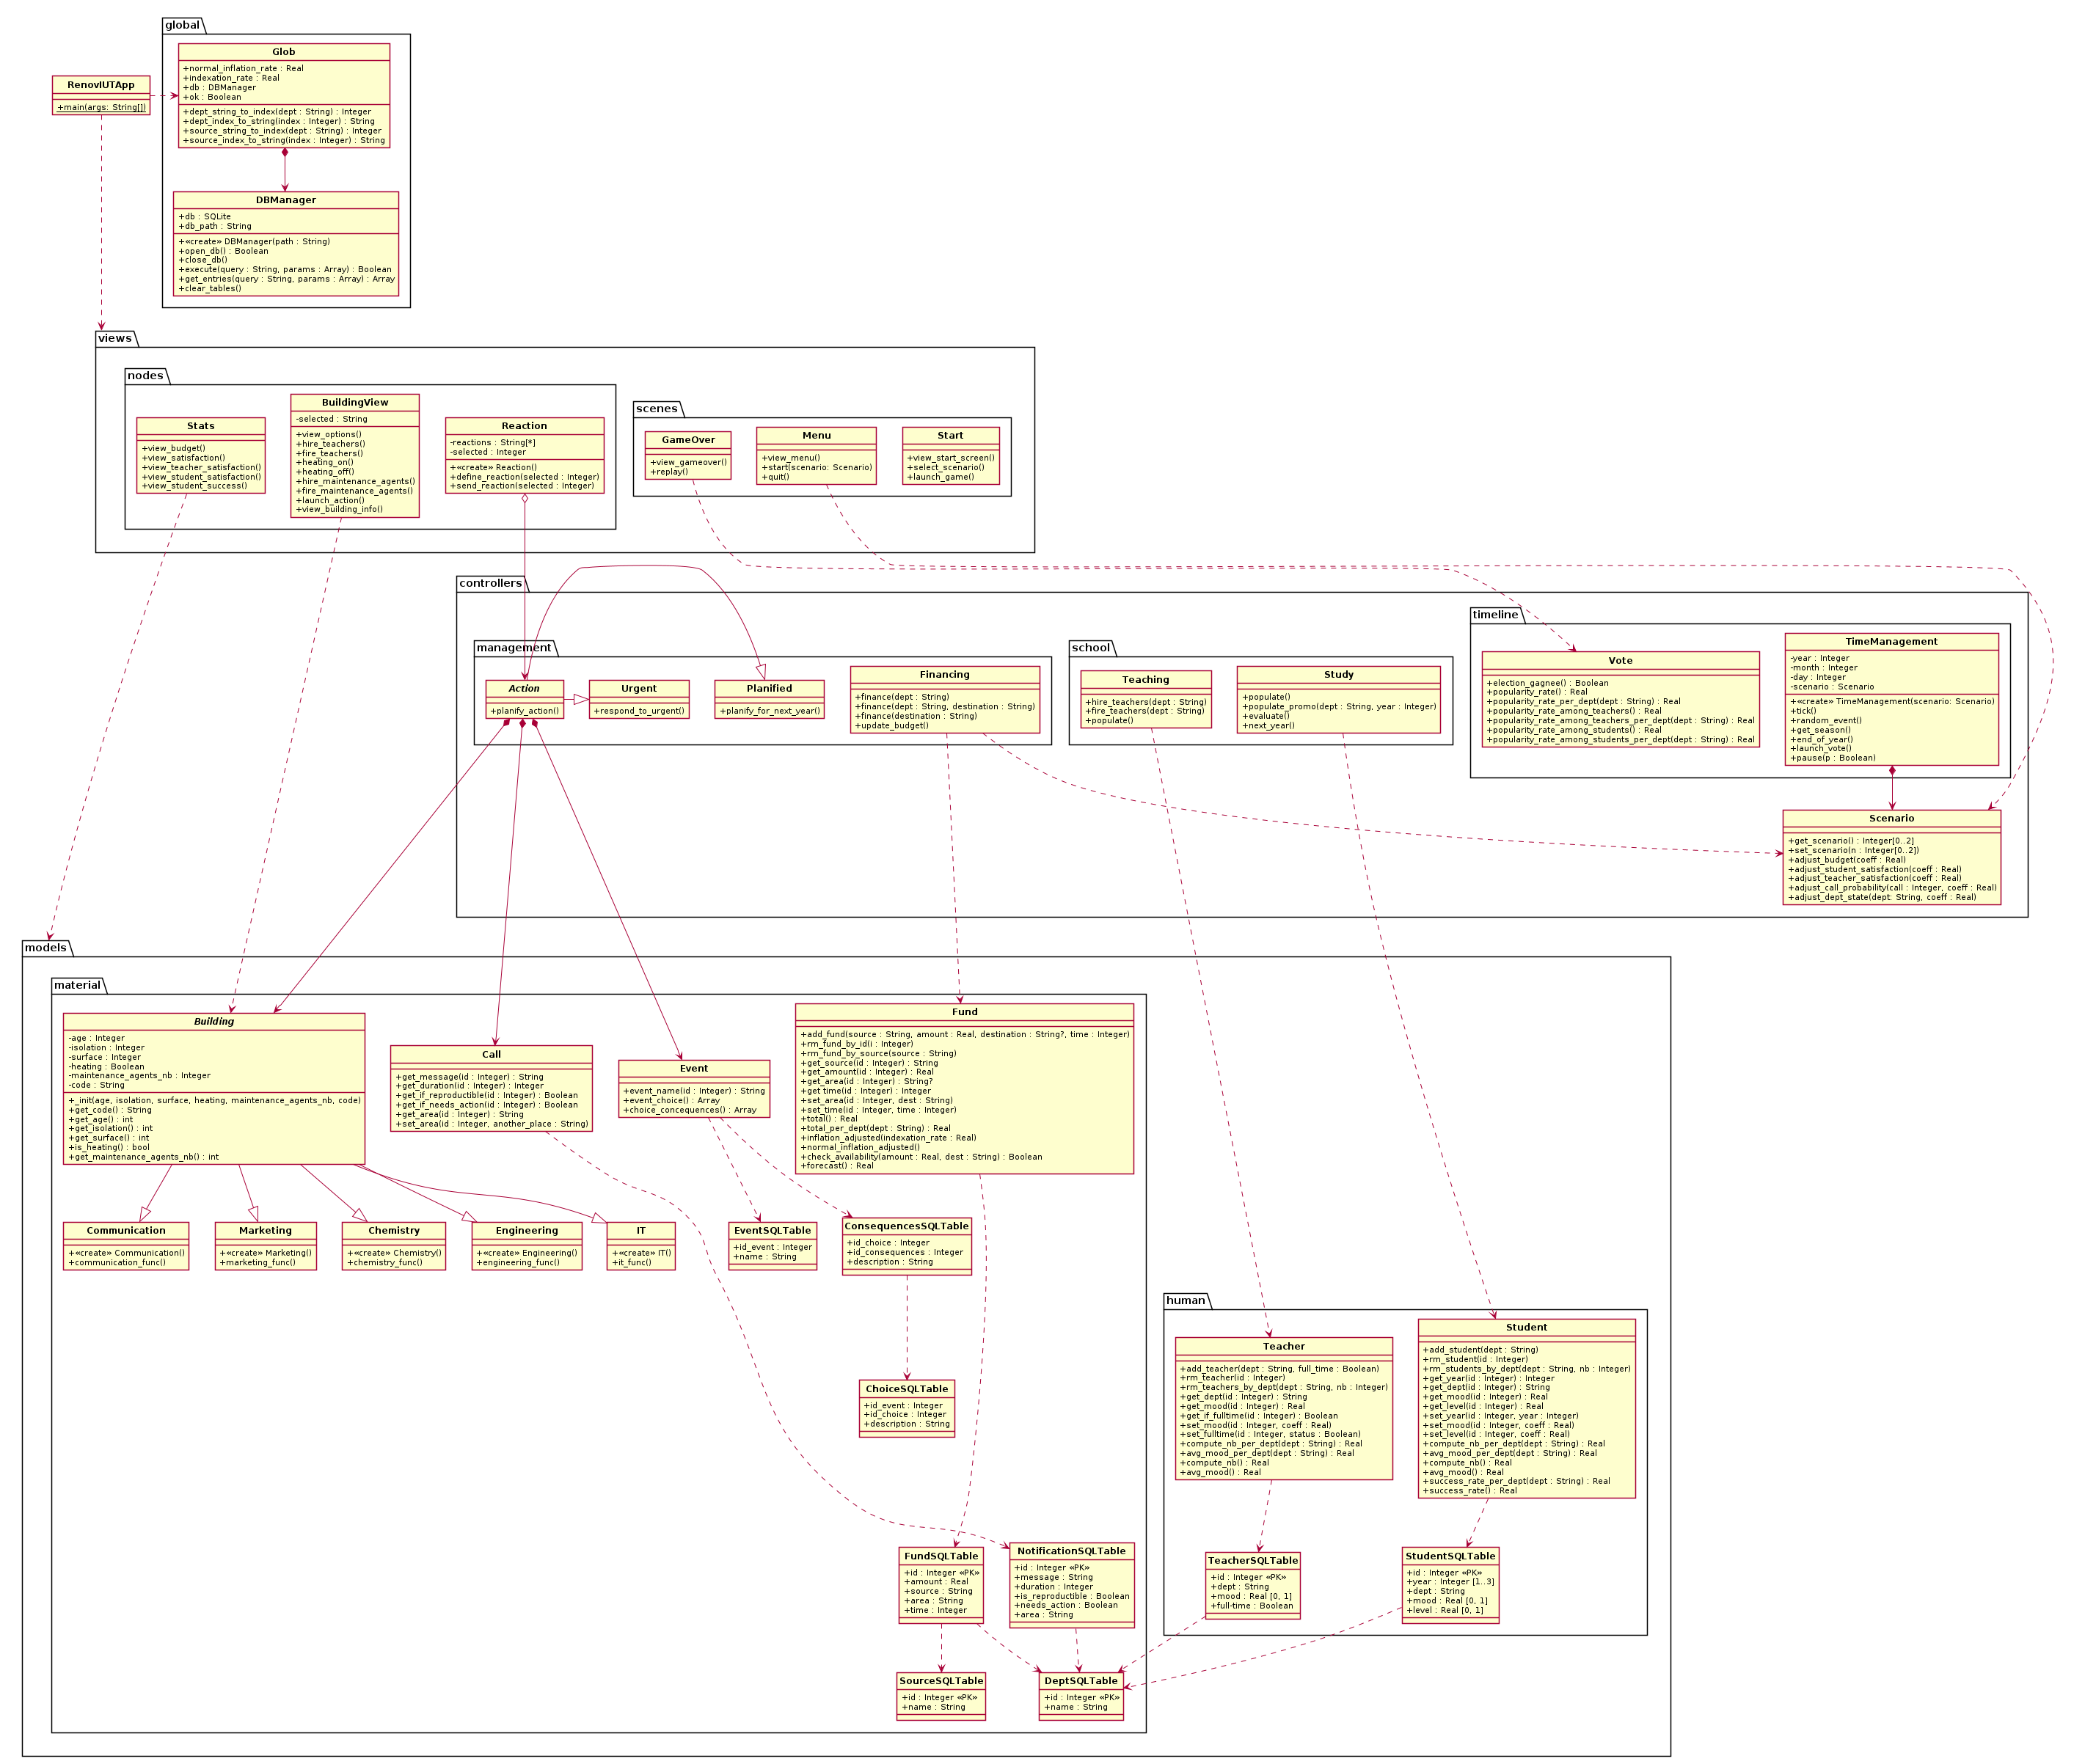 global
Glob
+normal_inflation_rate : Real
+indexation_rate : Real
+db : DBManager
+ok : Boolean
+dept_string_to_index(dept : String) : Integer
+dept_index_to_string(index : Integer) : String
+source_string_to_index(dept : String) : Integer
+source_index_to_string(index : Integer) : String
RenovIUTApp
+main(args: String[])
DBManager
+db : SQLite
+db_path : String
+«create» DBManager(path : String)
+open_db() : Boolean
+close_db()
+execute(query : String, params : Array) : Boolean
+get_entries(query : String, params : Array) : Array
+clear_tables()
views
nodes
Stats
+view_budget()
+view_satisfaction()
+view_teacher_satisfaction()
+view_student_satisfaction()
+view_student_success()
BuildingView
-selected : String
+view_options()
+hire_teachers()
+fire_teachers()
+heating_on()
+heating_off()
+hire_maintenance_agents()
+fire_maintenance_agents()
+launch_action()
+view_building_info()
Reaction
-reactions : String[*]
-selected : Integer
+«create» Reaction()
+define_reaction(selected : Integer)
+send_reaction(selected : Integer)
scenes
GameOver
+view_gameover()
+replay()
Menu
+view_menu()
+start(scenario: Scenario)
+quit()
Start
+view_start_screen()
+select_scenario()
+launch_game()
controllers
management
Action
+planify_action()
Urgent
+respond_to_urgent()
Planified
+planify_for_next_year()
Financing
+finance(dept : String)
+finance(dept : String, destination : String)
+finance(destination : String)
+update_budget()
school
Teaching
+hire_teachers(dept : String)
+fire_teachers(dept : String)
+populate()
Study
+populate()
+populate_promo(dept : String, year : Integer)
+evaluate()
+next_year()
timeline
Vote
+election_gagnee() : Boolean
+popularity_rate() : Real
+popularity_rate_per_dept(dept : String) : Real
+popularity_rate_among_teachers() : Real
+popularity_rate_among_teachers_per_dept(dept : String) : Real
+popularity_rate_among_students() : Real
+popularity_rate_among_students_per_dept(dept : String) : Real
TimeManagement
-year : Integer
-month : Integer
-day : Integer
-scenario : Scenario
+«create» TimeManagement(scenario: Scenario)
+tick()
+random_event()
+get_season()
+end_of_year()
+launch_vote()
+pause(p : Boolean)
Scenario
+get_scenario() : Integer[0..2]
+set_scenario(n : Integer[0..2])
+adjust_budget(coeff : Real)
+adjust_student_satisfaction(coeff : Real)
+adjust_teacher_satisfaction(coeff : Real)
+adjust_call_probability(call : Integer, coeff : Real)
+adjust_dept_state(dept: String, coeff : Real)
models
material
Building
-age : Integer
-isolation : Integer
-surface : Integer
-heating : Boolean
-maintenance_agents_nb : Integer
-code : String
+_init(age, isolation, surface, heating, maintenance_agents_nb, code)
+get_code() : String
+get_age() : int
+get_isolation() : int
+get_surface() : int
+is_heating() : bool
+get_maintenance_agents_nb() : int
Call
+get_message(id : Integer) : String
+get_duration(id : Integer) : Integer
+get_if_reproductible(id : Integer) : Boolean
+get_if_needs_action(id : Integer) : Boolean
+get_area(id : Integer) : String
+set_area(id : Integer, another_place : String)
Event
+event_name(id : Integer) : String
+event_choice() : Array
+choice_concequences() : Array
Fund
+add_fund(source : String, amount : Real, destination : String?, time : Integer)
+rm_fund_by_id(i : Integer)
+rm_fund_by_source(source : String)
+get_source(id : Integer) : String
+get_amount(id : Integer) : Real
+get_area(id : Integer) : String?
+get time(id : Integer) : Integer
+set_area(id : Integer, dest : String)
+set_time(id : Integer, time : Integer)
+total() : Real
+total_per_dept(dept : String) : Real
+inflation_adjusted(indexation_rate : Real)
+normal_inflation_adjusted()
+check_availability(amount : Real, dest : String) : Boolean
+forecast() : Real
Communication
+«create» Communication()
+communication_func()
Marketing
+«create» Marketing()
+marketing_func()
Chemistry
+«create» Chemistry()
+chemistry_func()
Engineering
+«create» Engineering()
+engineering_func()
IT
+«create» IT()
+it_func()
EventSQLTable
+id_event : Integer
+name : String
ConsequencesSQLTable
+id_choice : Integer
+id_consequences : Integer
+description : String
ChoiceSQLTable
+id_event : Integer
+id_choice : Integer
+description : String
human
Teacher
+add_teacher(dept : String, full_time : Boolean)
+rm_teacher(id : Integer)
+rm_teachers_by_dept(dept : String, nb : Integer)
+get_dept(id : Integer) : String
+get_mood(id : Integer) : Real
+get_if_fulltime(id : Integer) : Boolean
+set_mood(id : Integer, coeff : Real)
+set_fulltime(id : Integer, status : Boolean)
+compute_nb_per_dept(dept : String) : Real
+avg_mood_per_dept(dept : String) : Real
+compute_nb() : Real
+avg_mood() : Real
Student
+add_student(dept : String)
+rm_student(id : Integer)
+rm_students_by_dept(dept : String, nb : Integer)
+get_year(id : Integer) : Integer
+get_dept(id : Integer) : String
+get_mood(id : Integer) : Real
+get_level(id : Integer) : Real
+set_year(id : Integer, year : Integer)
+set_mood(id : Integer, coeff : Real)
+set_level(id : Integer, coeff : Real)
+compute_nb_per_dept(dept : String) : Real
+avg_mood_per_dept(dept : String) : Real
+compute_nb() : Real
+avg_mood() : Real
+success_rate_per_dept(dept : String) : Real
+success_rate() : Real
FundSQLTable
+id : Integer «PK»
+amount : Real
+source : String
+area : String
+time : Integer
NotificationSQLTable
+id : Integer «PK»
+message : String
+duration : Integer
+is_reproductible : Boolean
+needs_action : Boolean
+area : String
TeacherSQLTable
+id : Integer «PK»
+dept : String
+mood : Real [0, 1]
+full-time : Boolean
StudentSQLTable
+id : Integer «PK»
+year : Integer [1..3]
+dept : String
+mood : Real [0, 1]
+level : Real [0, 1]
SourceSQLTable
+id : Integer «PK»
+name : String
DeptSQLTable
+id : Integer «PK»
+name : String